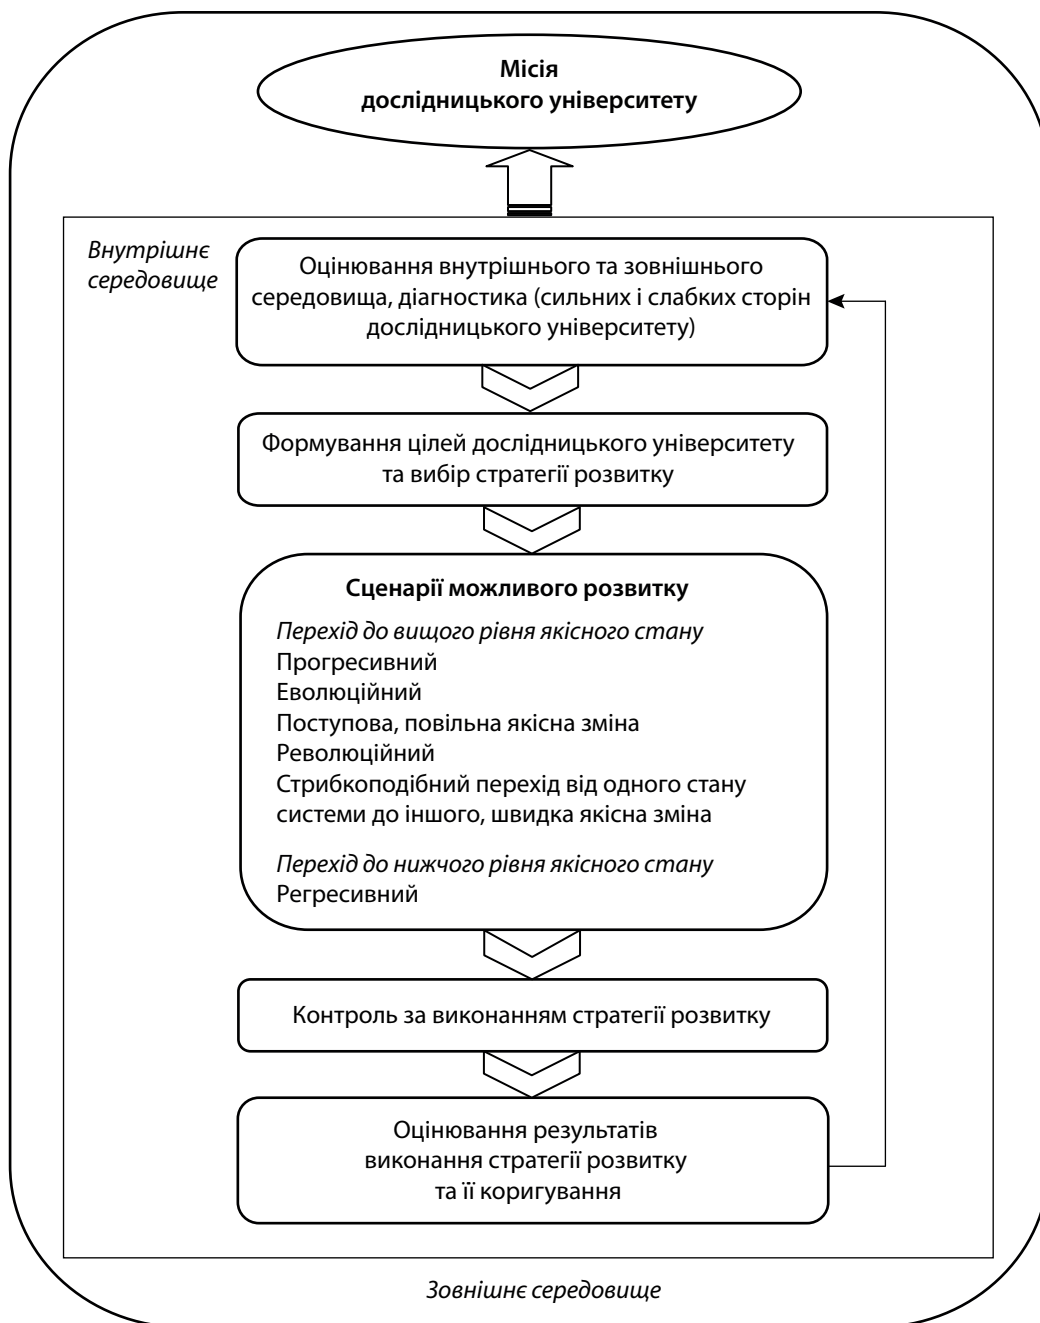 Місія
дослідницького університету
Внутрішнє
середовище
Оцінювання внутрішнього та зовнішнього
середовища, діагностика (сильних і слабких сторін
дослідницького університету)
Формування цілей дослідницького університету
та вибір стратегії розвитку
Сценарії можливого розвитку
Перехід до вищого рівня якісного стану
Прогресивний
Еволюційний
Поступова, повільна якісна зміна
Революційний
Стрибкоподібний перехід від одного стану
системи до іншого, швидка якісна зміна
Перехід до нижчого рівня якісного стану
Регресивний
Контроль за виконанням стратегії розвитку
Оцінювання результатів
виконання стратегії розвитку
та її коригування
Зовнішнє середовище